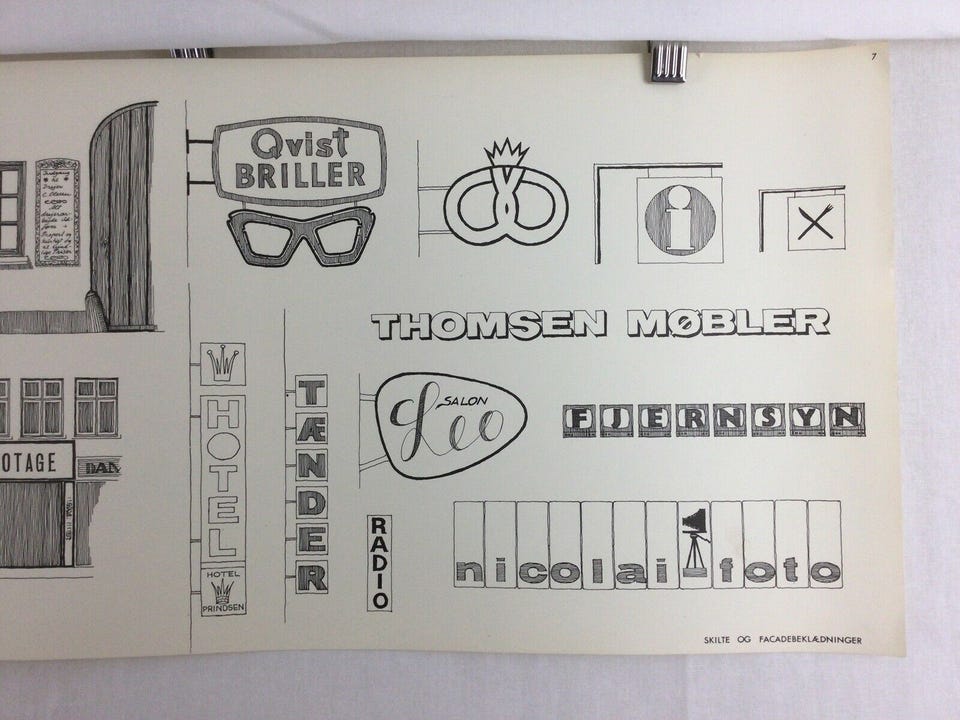 7
Qvist
BRILLER
i
THOMSEN MØBLER
HOTEL
HOTEL
PRINDSEN
TÆNDER
SALON
Leo
FJERNSYN
OTAGE
DAN
RADIO
nicolai foto
SKILTE OG FACADEBEKLÆDNINGER